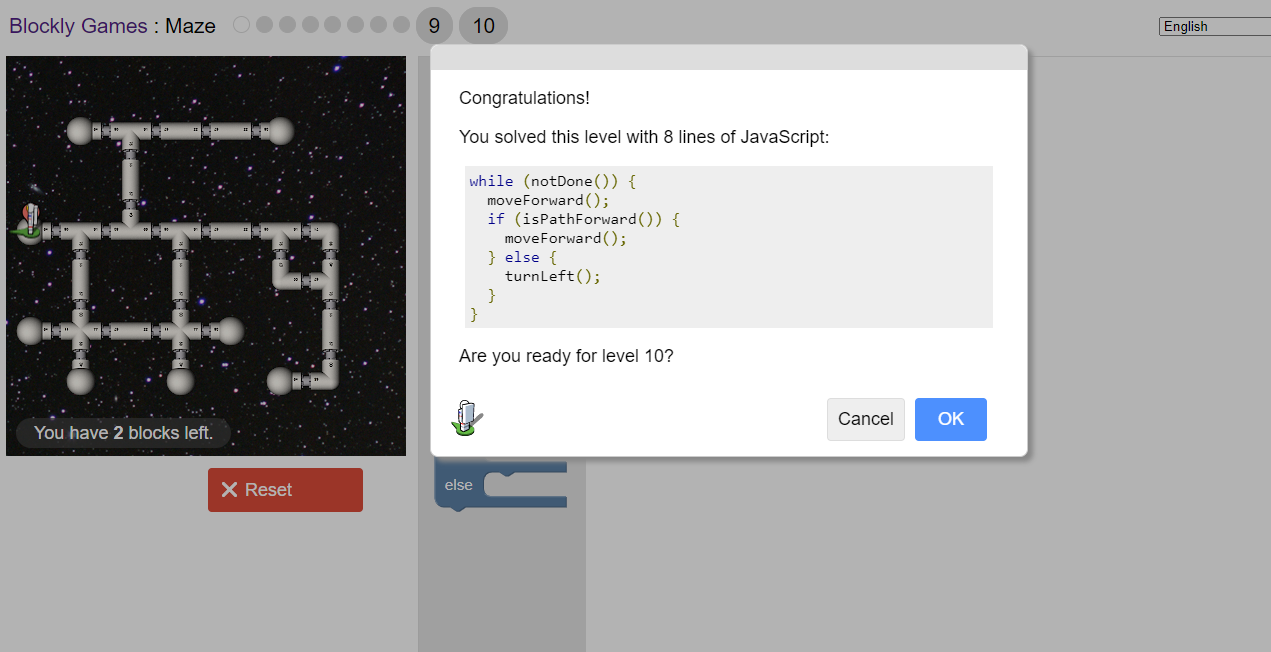 Blockly Games : Maze
9
10
English
Congratulations!
You solved this level with 8 lines of JavaScript:
while (notDone()) {
moveForward();
if (isPathForward()) {
moveForward();
} else {
turnLeft();
}
}
Are you ready for level 10?
Cancel
OK
You have 2 blocks left.
Reset
else